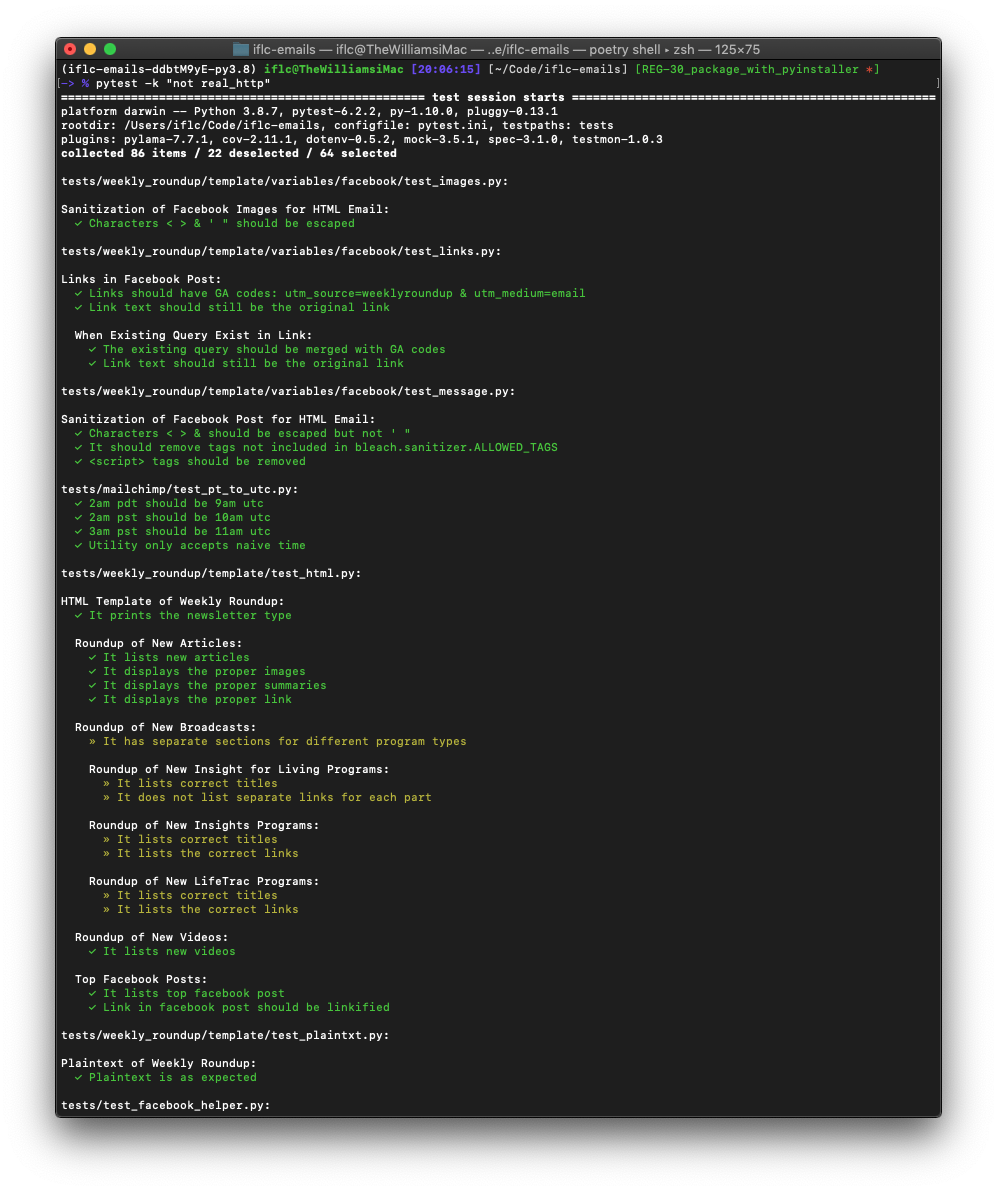 iflc-emails — iflc@TheWilliamsiMac — ..e/iflc-emails — poetry shell ▸ zsh — 125×75
(iflc-emails-ddbtM9yE-py3.8) iflc@TheWilliamsiMac [20:06:15] [~/Code/iflc-emails] [REG-30_package_with_pyinstaller *]
[-> % pytest -k "not real_http" ]
==================================================== test session starts ====================================================
platform darwin -- Python 3.8.7, pytest-6.2.2, py-1.10.0, pluggy-0.13.1
rootdir: /Users/iflc/Code/iflc-emails, configfile: pytest.ini, testpaths: tests
plugins: pylama-7.7.1, cov-2.11.1, dotenv-0.5.2, mock-3.5.1, spec-3.1.0, testmon-1.0.3
collected 86 items / 22 deselected / 64 selected

tests/weekly_roundup/template/variables/facebook/test_images.py:

Sanitization of Facebook Images for HTML Email:
  ✓ Characters < > & ' " should be escaped

tests/weekly_roundup/template/variables/facebook/test_links.py:

Links in Facebook Post:
  ✓ Links should have GA codes: utm_source=weeklyroundup & utm_medium=email
  ✓ Link text should still be the original link

  When Existing Query Exist in Link:
    ✓ The existing query should be merged with GA codes
    ✓ Link text should still be the original link

tests/weekly_roundup/template/variables/facebook/test_message.py:

Sanitization of Facebook Post for HTML Email:
  ✓ Characters < > & should be escaped but not ' "
  ✓ It should remove tags not included in bleach.sanitizer.ALLOWED_TAGS
  ✓ <script> tags should be removed

tests/mailchimp/test_pt_to_utc.py:
  ✓ 2am pdt should be 9am utc
  ✓ 2am pst should be 10am utc
  ✓ 3am pst should be 11am utc
  ✓ Utility only accepts naive time

tests/weekly_roundup/template/test_html.py:

HTML Template of Weekly Roundup:
  ✓ It prints the newsletter type

  Roundup of New Articles:
    ✓ It lists new articles
    ✓ It displays the proper images
    ✓ It displays the proper summaries
    ✓ It displays the proper link

  Roundup of New Broadcasts:
    » It has separate sections for different program types

    Roundup of New Insight for Living Programs:
      » It lists correct titles
      » It does not list separate links for each part

    Roundup of New Insights Programs:
      » It lists correct titles
      » It lists the correct links

    Roundup of New LifeTrac Programs:
      » It lists correct titles
      » It lists the correct links

  Roundup of New Videos:
    ✓ It lists new videos

  Top Facebook Posts:
    ✓ It lists top facebook post
    ✓ Link in facebook post should be linkified

tests/weekly_roundup/template/test_plaintxt.py:

Plaintext of Weekly Roundup:
  ✓ Plaintext is as expected

tests/test_facebook_helper.py: